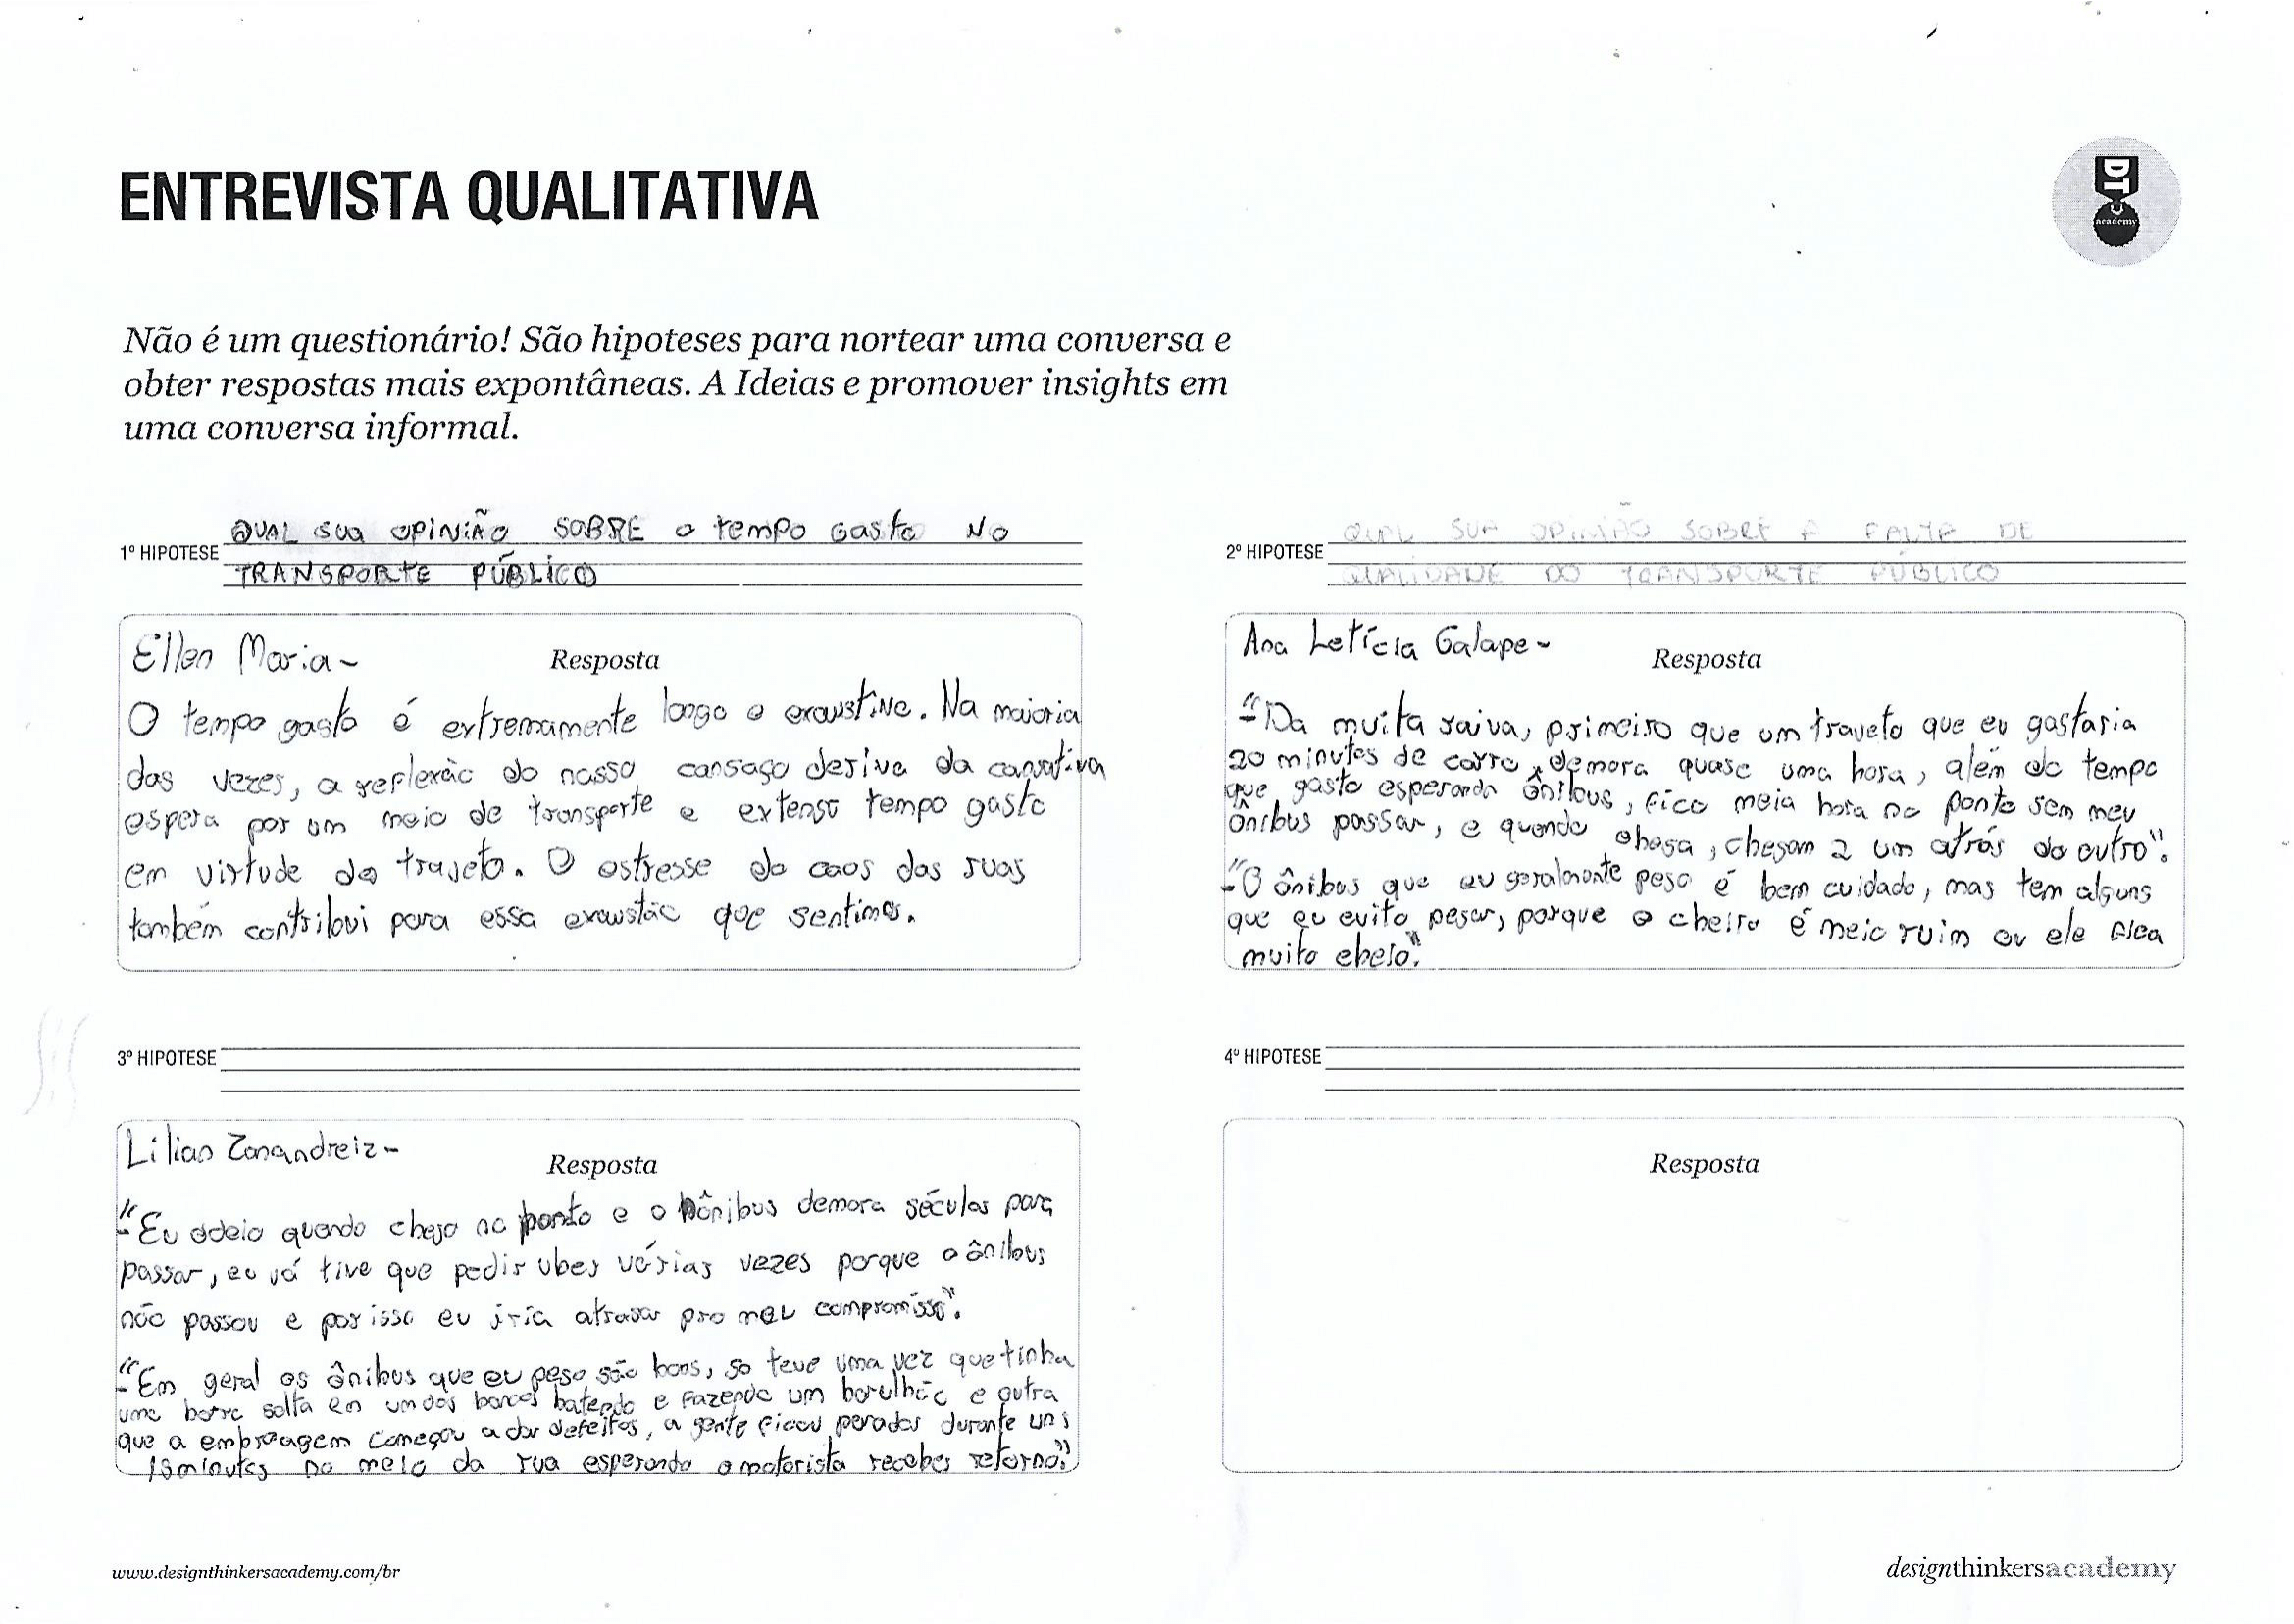 ENTREVISTA QUALITATIVA
DT
academy
Não é um questionário! São hipoteses para nortear uma conversa e
obter respostas mais expontâneas. A Ideias e promover insights em
uma conversa informal.
1º HIPOTESE QUAL SUA OPINIÃO SOBRE O TEMPO GASTO NO
TRANSPORTE PÚBLICO
Ellen Maria -
Resposta
O tempo gasto é extremamente longo e exaustivo. Na maioria
das vezes, a reflexão do nosso cansaço deriva da cansativa
espera por um meio de transporte e extenso tempo gasto
em virtude do trajeto. O estresse do caos das ruas
também contribui para essa exaustão que sentimos.
2º HIPOTESE QUAL SUA OPINIÃO SOBRE A FALTA DE
QUALIDADE DO TRANSPORTE PÚBLICO
Ana Letícia Galape -
Resposta
"- Da muita raiva, primeiro que um trajeto que eu gastaria
20 minutos de carro, demora quase uma hora, além do tempo
que gasto esperando ônibus, fico meia hora no ponto sem meu
ônibus passar, e quando chega, chegam 2 um atrás do outro".
"- O ônibus que eu geralmente pego é bem cuidado, mas tem alguns
que eu evito pegar, porque o cheiro é meio ruim ou ele fica
muito cheio".
3º HIPOTESE
Lilian Zanandreiz -
Resposta
"- Eu odeio quando chego no ponto e o ônibus demora séculos para
passar, eu já tive que pedir uber várias vezes porque o ônibus
não passou e por isso eu iria atrasar pro meu compromisso".
"- Em geral os ônibus que eu pego são bons, so teve uma vez que tinha
uma barra solta em um dos bancos batendo e fazendo um barulhão e outra
que a embreagem começou a dar defeitos, a gente ficou parados durante uns
15 minutos no meio da rua esperando o motorista receber retorno."
4º HIPOTESE
Resposta
www.designthinkersacademy.com/br
designthinkersacademy